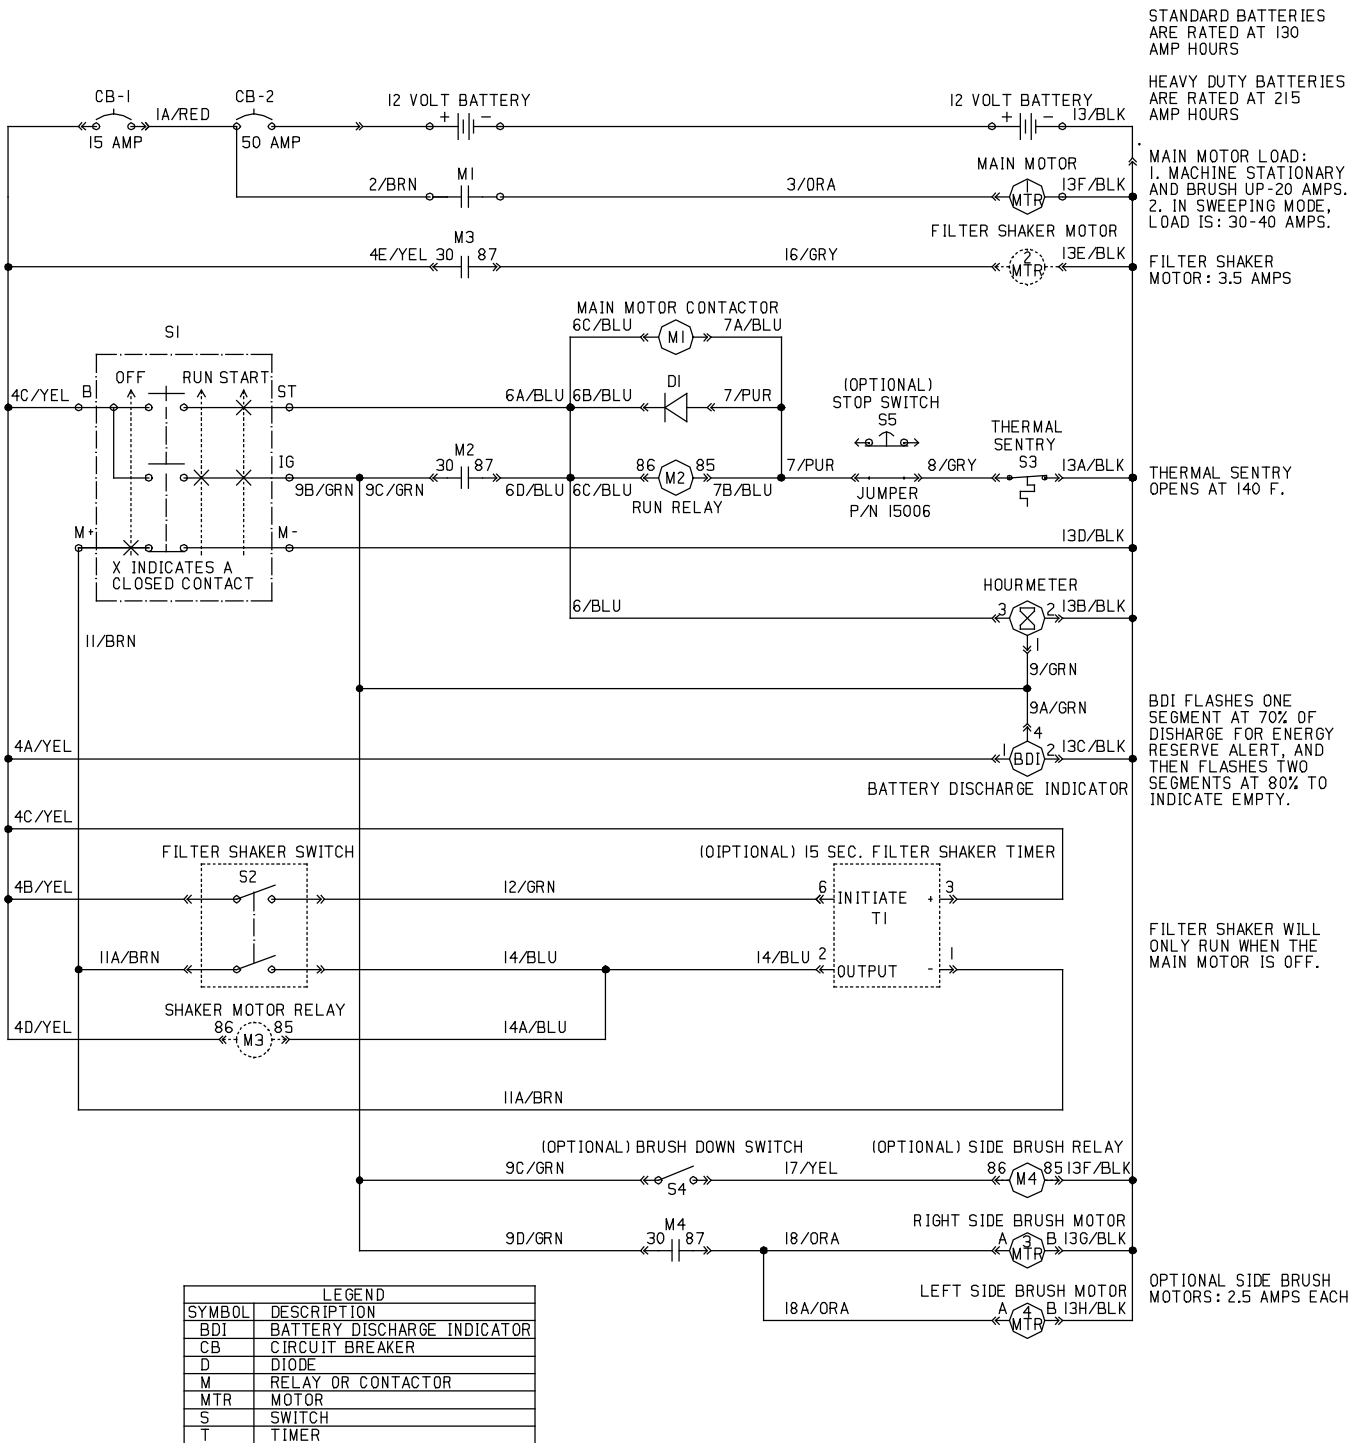 STANDARD BATTERIES
ARE RATED AT 130
AMP HOURS
HEAVY DUTY BATTERIES
ARE RATED AT 215
AMP HOURS
CB-1
1A/RED
CB-2
12 VOLT BATTERY
12 VOLT BATTERY
13/BLK
+ -
+ -
15 AMP
50 AMP
MAIN MOTOR LOAD:
1. MACHINE STATIONARY
AND BRUSH UP-20 AMPS.
2. IN SWEEPING MODE,
LOAD IS: 30-40 AMPS.
MAIN MOTOR
2/BRN
M1
3/ORA
1
MTR
13F/BLK
FILTER SHAKER MOTOR
M3
4E/YEL
30
87
16/GRY
2
MTR
13E/BLK
FILTER SHAKER
MOTOR: 3.5 AMPS
MAIN MOTOR CONTACTOR
6C/BLU
M1
7A/BLU
S1
OFF
RUN
START
4C/YEL
B
ST
6A/BLU
6B/BLU
D1
7/PUR
(OPTIONAL)
STOP SWITCH
S5
THERMAL
SENTRY
S3
IG
9B/GRN
9C/GRN
M2
30
87
6D/BLU
6C/BLU
86
M2
85
7B/BLU
RUN RELAY
7/PUR
JUMPER
P/N 15006
8/GRY
13A/BLK
THERMAL SENTRY
OPENS AT 140 F.
M+
M-
13D/BLK
X INDICATES A
CLOSED CONTACT
HOURMETER
6/BLU
3
2
13B/BLK
11/BRN
1
9/GRN
9A/GRN
4
4A/YEL
1
BDI
2
13C/BLK
BATTERY DISCHARGE INDICATOR
BDI FLASHES ONE
SEGMENT AT 70% OF
DISHARGE FOR ENERGY
RESERVE ALERT, AND
THEN FLASHES TWO
SEGMENTS AT 80% TO
INDICATE EMPTY.
4C/YEL
FILTER SHAKER SWITCH
(OIPTIONAL) 15 SEC. FILTER SHAKER TIMER
4B/YEL
S2
12/GRN
6
INITIATE
+
3
T1
11A/BRN
14/BLU
14/BLU
2
OUTPUT
-
1
FILTER SHAKER WILL
ONLY RUN WHEN THE
MAIN MOTOR IS OFF.
SHAKER MOTOR RELAY
4D/YEL
86
M3
85
14A/BLU
11A/BRN
(OPTIONAL) BRUSH DOWN SWITCH
(OPTIONAL) SIDE BRUSH RELAY
9C/GRN
S4
17/YEL
86
M4
85
13F/BLK
RIGHT SIDE BRUSH MOTOR
9D/GRN
M4
30
87
18/ORA
A
3
MTR
B
13G/BLK
LEFT SIDE BRUSH MOTOR
18A/ORA
A
4
MTR
B
13H/BLK
OPTIONAL SIDE BRUSH
MOTORS: 2.5 AMPS EACH
LEGEND
SYMBOL DESCRIPTION
BDI BATTERY DISCHARGE INDICATOR
CB CIRCUIT BREAKER
D DIODE
M RELAY OR CONTACTOR
MTR MOTOR
S SWITCH
T TIMER